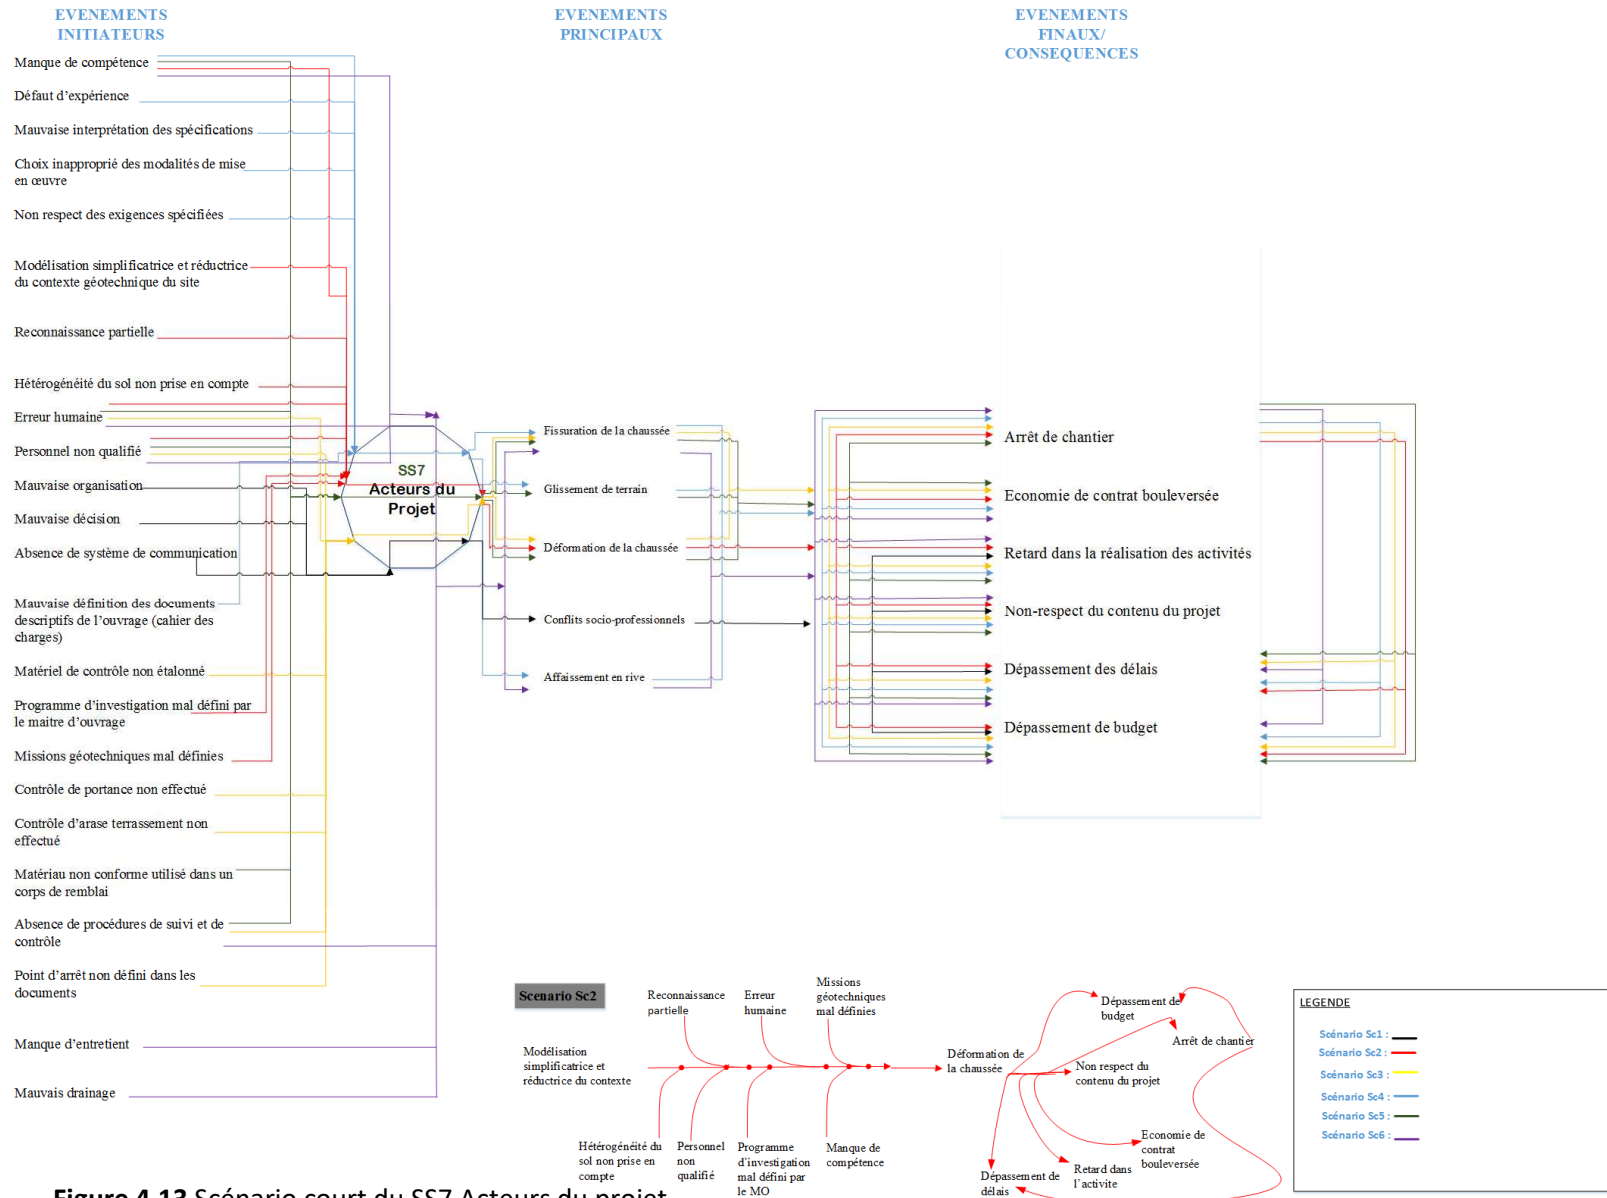 EVENEMENTS
INITIATEURS
EVENEMENTS
PRINCIPAUX
EVENEMENTS
FINAUX/
CONSEQUENCES
Manque de compétence
Défaut d'expérience
Mauvaise interprétation des spécifications
Choix inapproprié des modalités de mise
en œuvre
Non respect des exigences spécifiées
Modélisation simplificatrice et réductrice
du contexte géotechnique du site
Reconnaissance partielle
Hétérogénéité du sol non prise en compte
Erreur humaine
Personnel non qualifié
Mauvaise organisation
Mauvaise décision
Absence de système de communication
Mauvaise définition des documents
descriptifs de l'ouvrage (cahier des
charges)
Matériel de contrôle non étalonné
Programme d'investigation mal défini par
le maitre d'ouvrage
Missions géotechniques mal définies
Contrôle de portance non effectué
Contrôle d'arase terrassement non
effectué
Matériau non conforme utilisé dans un
corps de remblai
Absence de procédures de suivi et de
contrôle
Point d'arrêt non défini dans les
documents
Manque d'entretient
Mauvais drainage
SS7
Acteurs du
Projet
Fissuration de la chaussée
Glissement de terrain
Déformation de la chaussée
Conflits socio-professionnels
Affaissement en rive
Arrêt de chantier
Economie de contrat bouleversée
Retard dans la réalisation des activités
Non-respect du contenu du projet
Dépassement des délais
Dépassement de budget
Scenario Sc2
Reconnaissance
partielle
Erreur
humaine
Missions
géotechniques
mal définies
Modélisation
simplificatrice et
réductrice du contexte
Hétérogénéité du
sol non prise en
compte
Personnel
non
qualifié
Programme
d'investigation
mal défini par
le MO
Manque de
compétence
Déformation de
la chaussée
Dépassement de
budget
Arrêt de chantier
Non respect du
contenu du projet
Economie de
contrat
bouleversée
Retard dans
l'activite
Dépassement de
délais
LEGENDE
Scénario Sc1 :
Scénario Sc2 :
Scénario Sc3 :
Scénario Sc4 :
Scénario Sc5 :
Scénario Sc6 :
Figure 4.13 Scénario court du SS7 Acteurs du projet